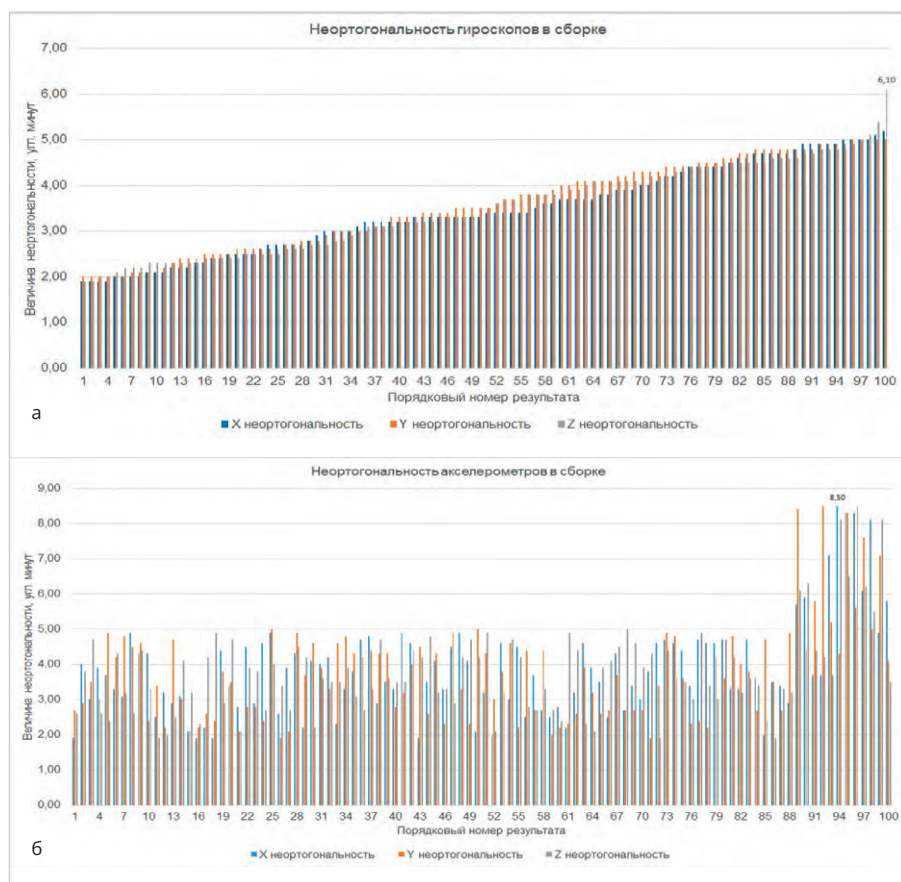 Неортогональность гироскопов в сборке
Величина неортогональности, угл. минут
7,00
6,00
5,00
4,00
3,00
2,00
1,00
0,00
6,10
1 4 7 10 13 16 19 22 25 28 31 34 37 40 43 46 49 52 55 58 61 64 67 70 73 76 79 82 85 88 91 94 97 100
Порядковый номер результата
а
X неортогональность Y неортогональность Z неортогональность
Неортогональность акселерометров в сборке
Величина неортогональности, угл. минут
9,00
8,00
7,00
6,00
5,00
4,00
3,00
2,00
1,00
0,00
8,50
1 4 7 10 13 16 19 22 25 28 31 34 37 40 43 46 49 52 55 58 61 64 67 70 73 76 79 82 85 88 91 94 97 100
Порядковый номер результата
б
X неортогональность Y неортогональность Z неортогональность